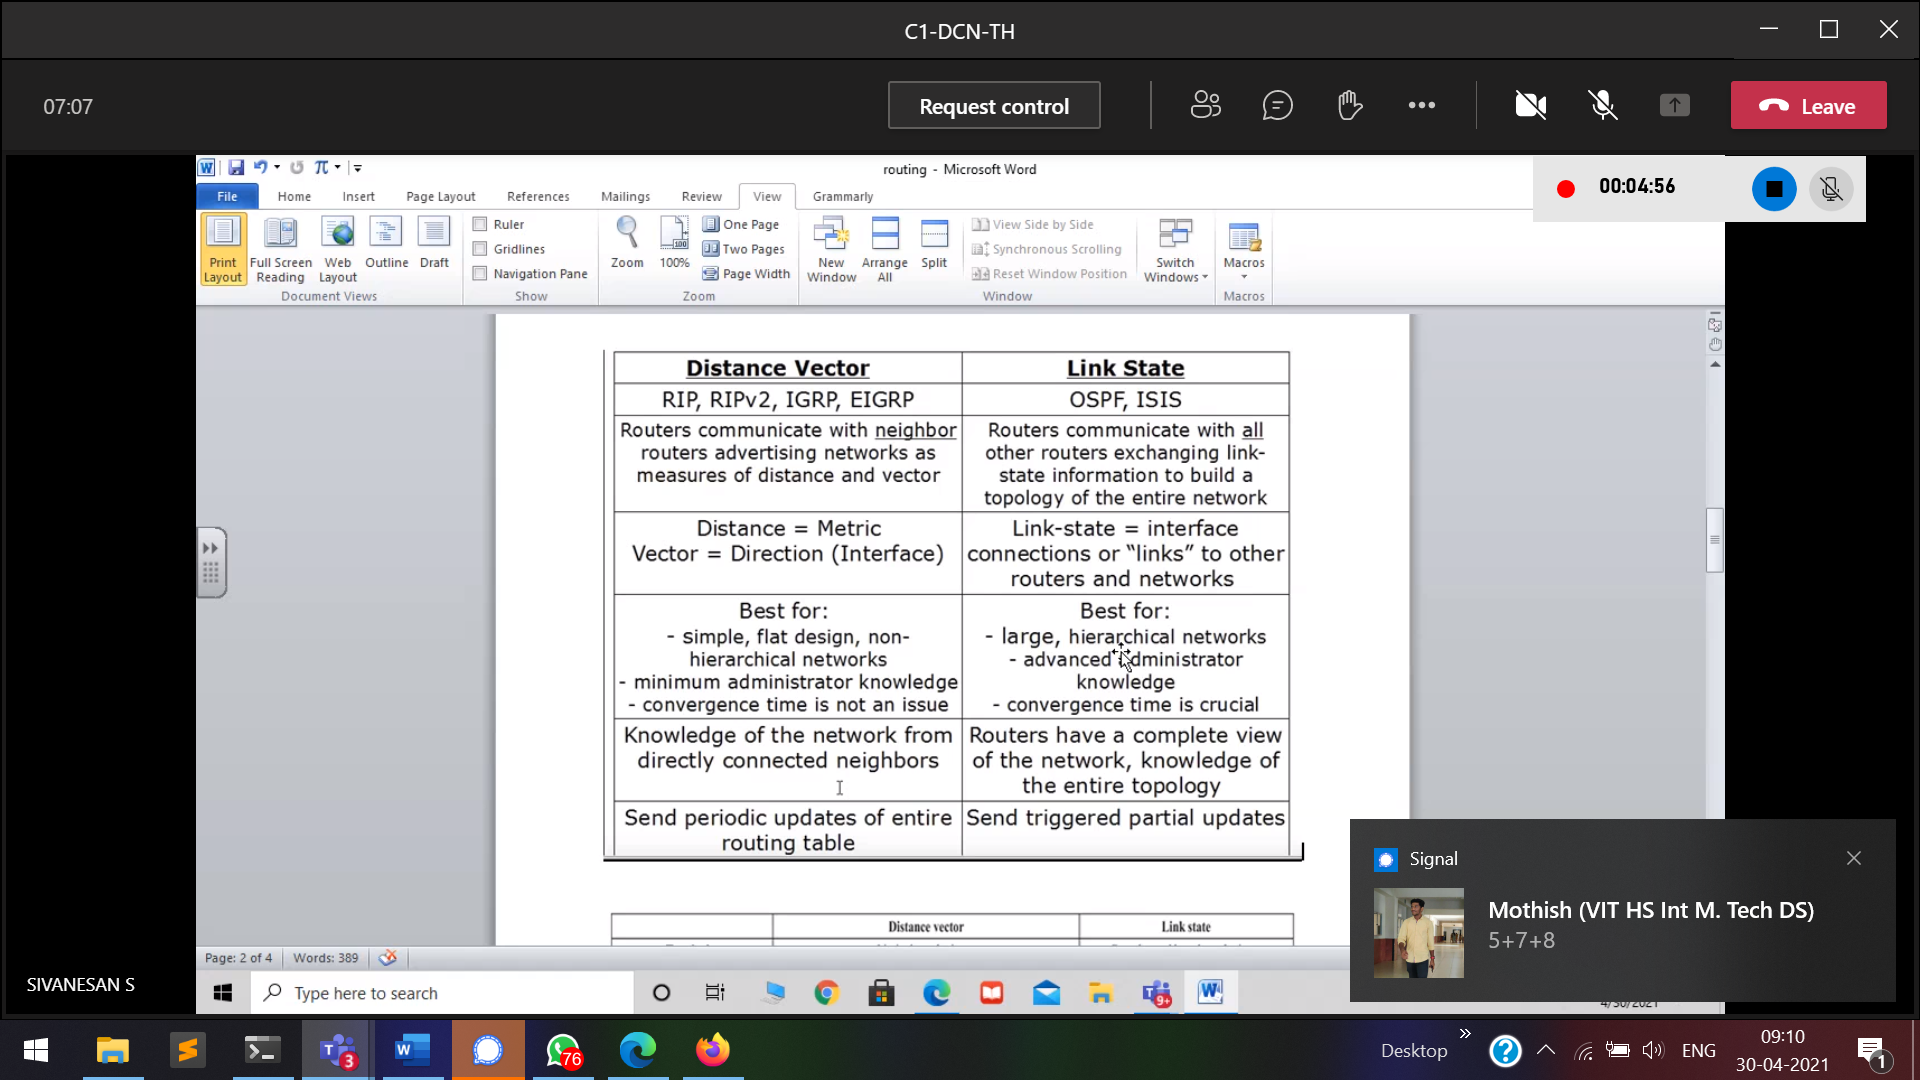 C1-DCN-TH
07:07
Request control
Leave
routing - Microsoft Word
00:04:56
File Home Insert Page Layout References Mailings Review View Grammarly
Print Layout
Full Screen Reading
Web Layout
Outline
Draft
Document Views
Ruler
Gridlines
Navigation Pane
Show
Zoom
100
100%
One Page
Two Pages
Page Width
Zoom
New Window
Arrange All
Split
View Side by Side
Synchronous Scrolling
Reset Window Position
Switch Windows
Window
Macros
Macros
Distance Vector
Link State
RIP, RIPv2, IGRP, EIGRP
OSPF, ISIS
Routers communicate with neighbor
routers advertising networks as
measures of distance and vector
Routers communicate with all
other routers exchanging link-
state information to build a
topology of the entire network
Distance = Metric
Vector = Direction (Interface)
Link-state = interface
connections or “links” to other
routers and networks
Best for:
- simple, flat design, non-
hierarchical networks
- minimum administrator knowledge
- convergence time is not an issue
Best for:
- large, hierarchical networks
- advanced administrator
knowledge
- convergence time is crucial
Knowledge of the network from
directly connected neighbors
Routers have a complete view
of the network, knowledge of
the entire topology
Send periodic updates of entire
routing table
Send triggered partial updates
Distance vector
Link state
Page: 2 of 4
Words: 389
SIVANESAN S
Type here to search
9+
4/30/2021
Signal
Mothish (VIT HS Int M. Tech DS)
5+7+8
3
76
Desktop
ENG
09:10
30-04-2021
1